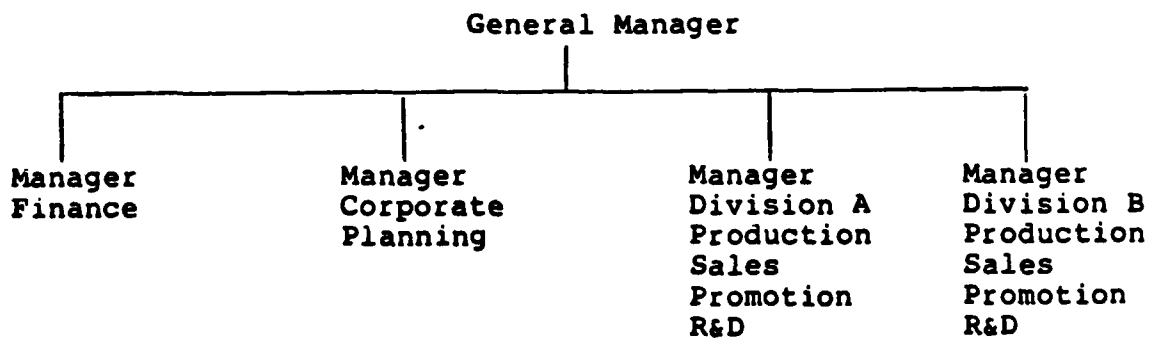 General Manager
Manager
Finance
Manager
Corporate
Planning
Manager
Division A
Production
Sales
Promotion
R&D
Manager
Division B
Production
Sales
Promotion
R&D